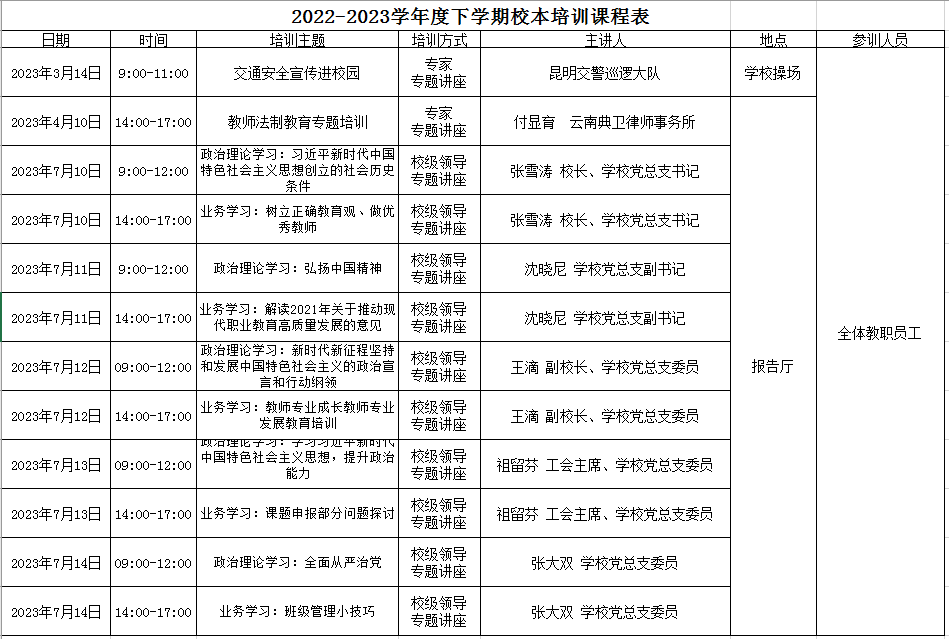 2022-2023学年度下学期校本培训课程表
日期 时间 培训主题 培训方式 主讲人 地点 参训人员
2023年3月14日 9:00-11:00 交通安全宣传进校园 专家
专题讲座 昆明交警巡逻大队 学校操场
2023年4月10日 14:00-17:00 教师法制教育专题培训 专家
专题讲座 付显育 云南典卫律师事务所
2023年7月10日 9:00-12:00 政治理论学习：习近平新时代中国
特色社会主义思想创立的社会历史
条件 校级领导
专题讲座 张雪涛 校长、学校党总支书记
2023年7月10日 14:00-17:00 业务学习：树立正确教育观、做优
秀教师 校级领导
专题讲座 张雪涛 校长、学校党总支书记
2023年7月11日 9:00-12:00 政治理论学习：弘扬中国精神 校级领导
专题讲座 沈晓尼 学校党总支副书记
2023年7月11日 14:00-17:00 业务学习：解读2021年关于推动现
代职业教育高质量发展的意见 校级领导
专题讲座 沈晓尼 学校党总支副书记
全体教职员工
2023年7月12日 09:00-12:00 政治理论学习：新时代新征程坚持
和发展中国特色社会主义的政治宣
言和行动纲领 校级领导
专题讲座 王滴 副校长、学校党总支委员 报告厅
2023年7月12日 14:00-17:00 业务学习：教师专业成长教师专业
发展教育培训 校级领导
专题讲座 王滴 副校长、学校党总支委员
2023年7月13日 09:00-12:00 政治理论学习：学习习近平新时代
中国特色社会主义思想，提升政治
能力 校级领导
专题讲座 祖留芬 工会主席、学校党总支委员
2023年7月13日 14:00-17:00 业务学习：课题申报部分问题探讨 校级领导
专题讲座 祖留芬 工会主席、学校党总支委员
2023年7月14日 09:00-12:00 政治理论学习：全面从严治党 校级领导
专题讲座 张大双 学校党总支委员
2023年7月14日 14:00-17:00 业务学习：班级管理小技巧 校级领导
专题讲座 张大双 学校党总支委员